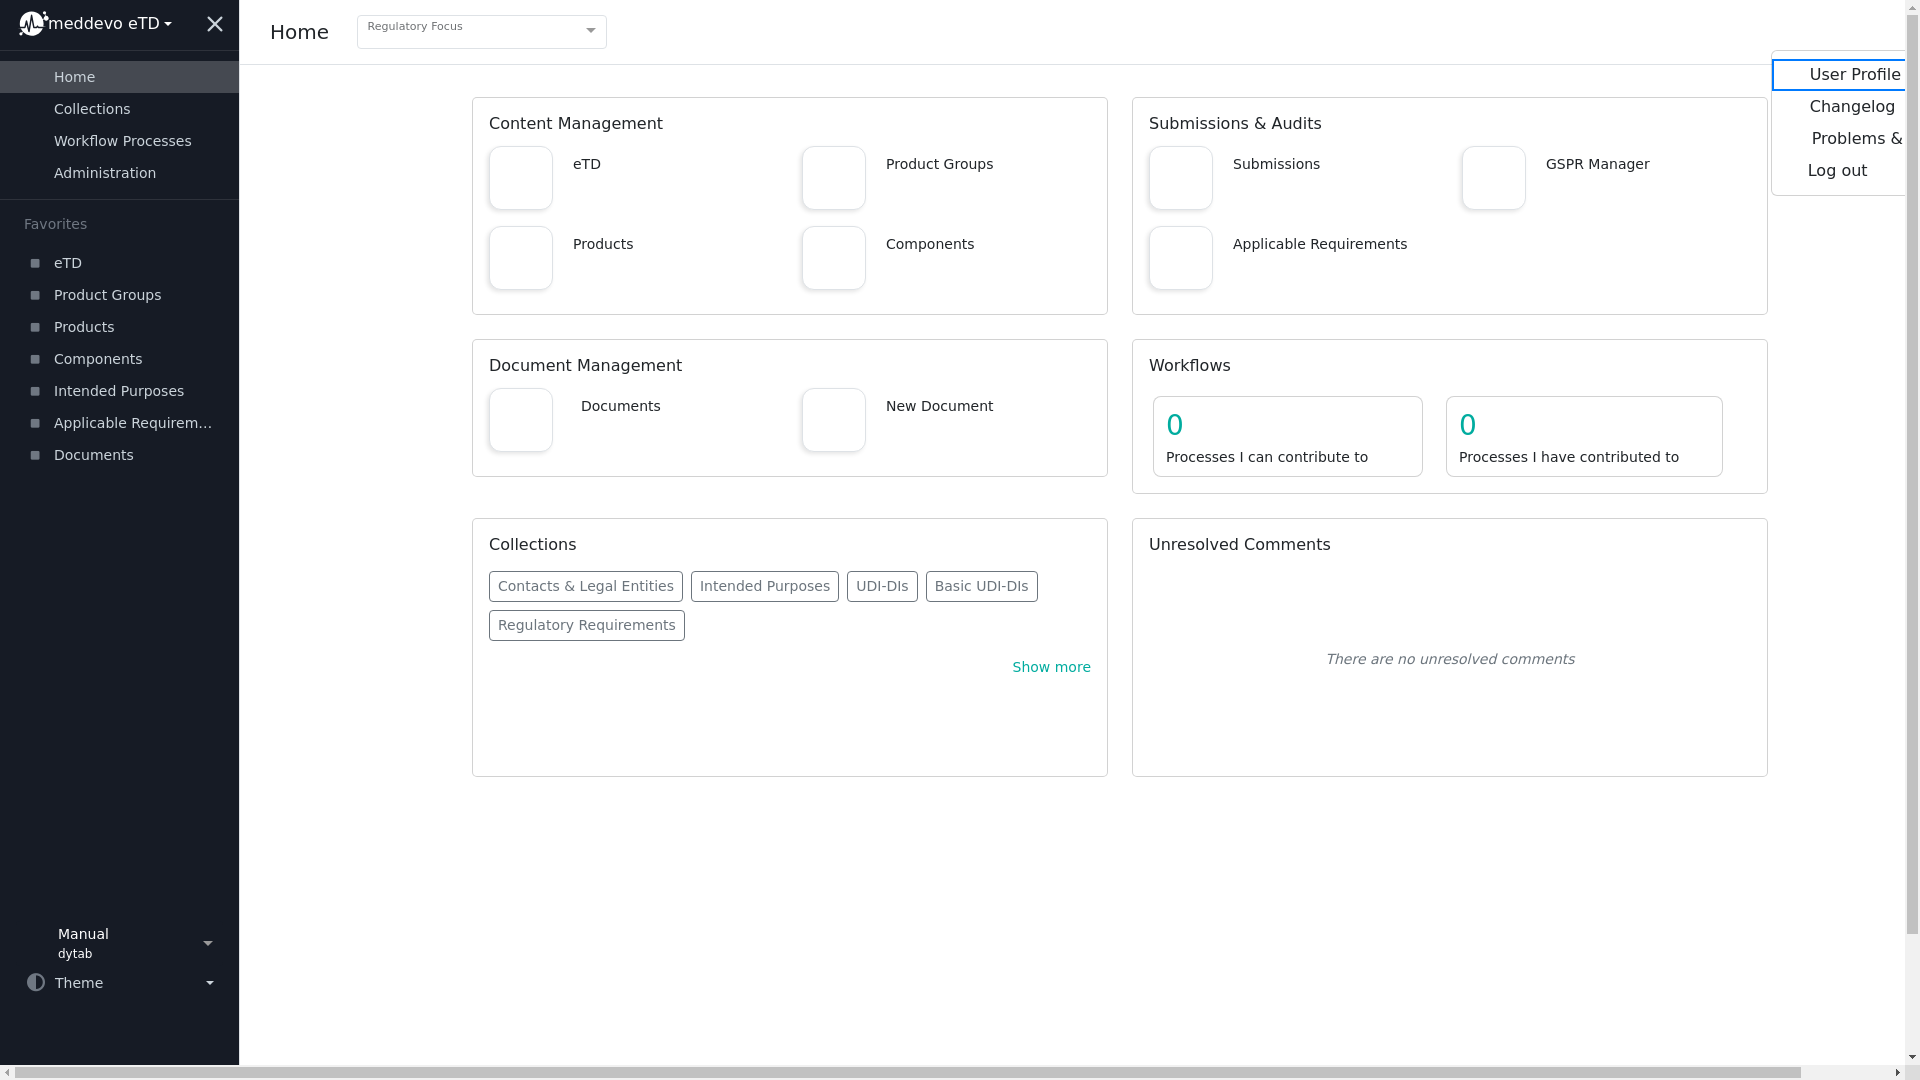 meddevo eTD
Home
Collections
Workflow Processes
Administration
Favorites
eTD
Product Groups
Products
Components
Intended Purposes
Applicable Requirem...
Documents
Manual
dytab
Theme
Home
Regulatory Focus
User Profile
Changelog
Problems &
Log out
Content Management
eTD
Product Groups
Products
Components
Submissions & Audits
Submissions
GSPR Manager
Applicable Requirements
Document Management
Documents
New Document
Workflows
0
Processes I can contribute to
0
Processes I have contributed to
Collections
Contacts & Legal Entities
Intended Purposes
UDI-DIs
Basic UDI-DIs
Regulatory Requirements
Show more
Unresolved Comments
There are no unresolved comments